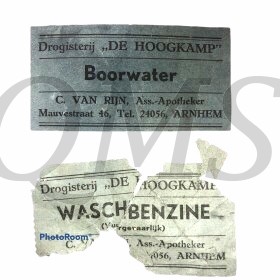 Drogisterij „DE HOOGKAMP"
Boorwater
C. VAN RIJN, Ass.-Apotheker
Mauvestraat 46, Tel. 24056, ARNHEM
OMS
Drogisterij „DE HOOGKAMP
WASCHBENZINE
(Vuurgevaarlijk)
PhotoRoom
C. VA Ass.-Apotheker
056, ARNHEM